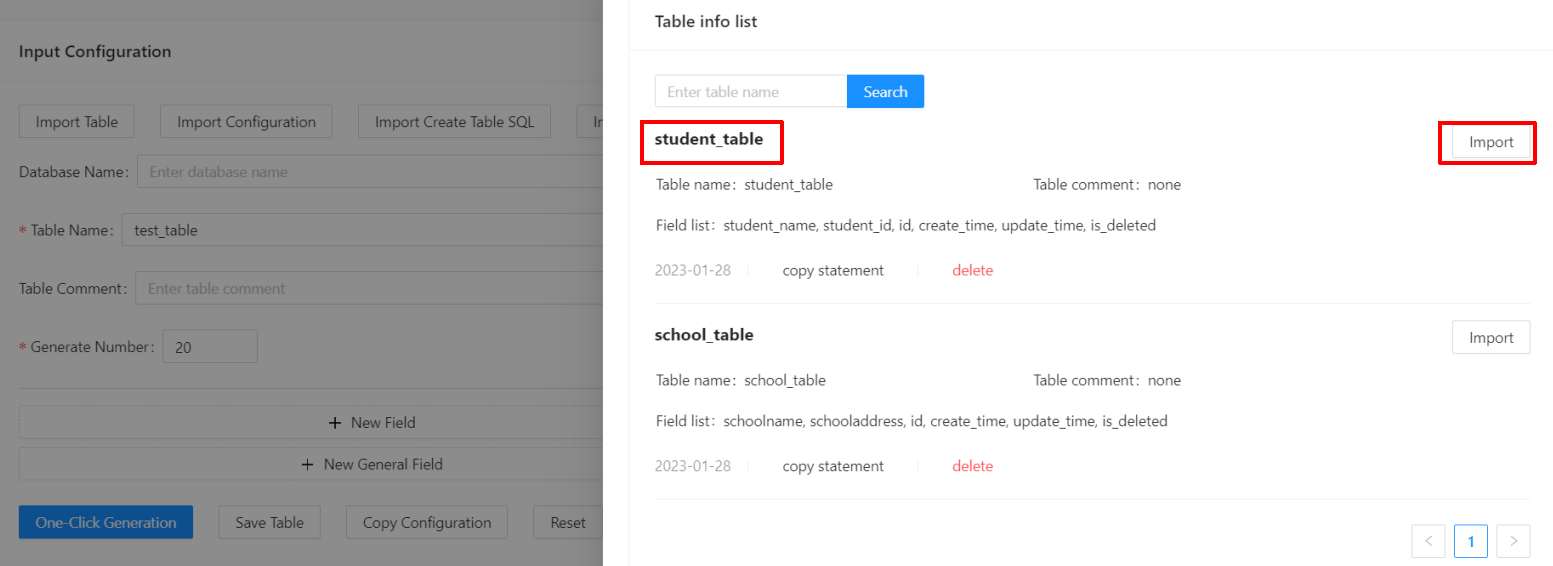 Input Configuration
Import Table
Import Configuration
Import Create Table SQL
Database Name:
Enter database name
* Table Name:
test_table
Table Comment:
Enter table comment
* Generate Number:
20
+ New Field
+ New General Field
One-Click Generation
Save Table
Copy Configuration
Reset
Table info list
Enter table name
Search
student_table
Import
Table name: student_table
Table comment: none
Field list: student_name, student_id, id, create_time, update_time, is_deleted
2023-01-28
copy statement
delete
school_table
Import
Table name: school_table
Table comment: none
Field list: schoolname, schooladdress, id, create_time, update_time, is_deleted
2023-01-28
copy statement
delete
< 1 >